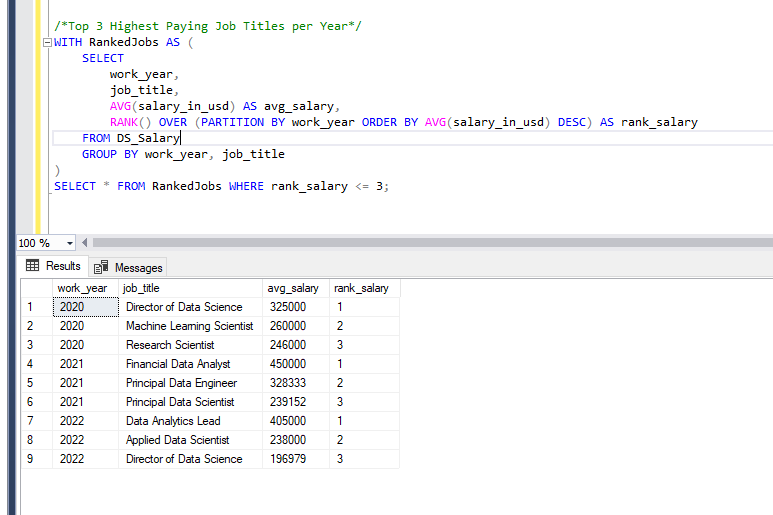 /*Top 3 Highest Paying Job Titles per Year*/
WITH RankedJobs AS (
SELECT
work_year,
job_title,
AVG(salary_in_usd) AS avg_salary,
RANK() OVER (PARTITION BY work_year ORDER BY AVG(salary_in_usd) DESC) AS rank_salary
FROM DS_Salary
GROUP BY work_year, job_title
)
SELECT * FROM RankedJobs WHERE rank_salary <= 3;
100 %
Results Messages
work_year job_title avg_salary rank_salary
1 2020 Director of Data Science 325000 1
2 2020 Machine Learning Scientist 260000 2
3 2020 Research Scientist 246000 3
4 2021 Financial Data Analyst 450000 1
5 2021 Principal Data Engineer 328333 2
6 2021 Principal Data Scientist 239152 3
7 2022 Data Analytics Lead 405000 1
8 2022 Applied Data Scientist 238000 2
9 2022 Director of Data Science 196979 3